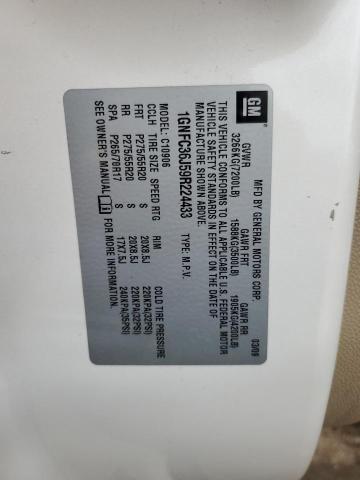 GM
MFD BY GENERAL MOTORS CORP. 03/09
GVWR GAWR FRT GAWR RR
3266KG(7200LB) 1588KG(3500LB) 1905KG(4200LB)
THIS VEHICLE CONFORMS TO ALL APPLICABLE U.S. FEDERAL MOTOR
VEHICLE SAFETY STANDARDS IN EFFECT ON THE DATE OF
MANUFACTURE SHOWN ABOVE.
1GNFC36J59R224433 TYPE: M.P.V.
MODEL: C10906
CCLH TIRE SIZE SPEED RTG RIM COLD TIRE PRESSURE
FRT P275/55R20 S 20X8.5J 220KPA(32PSI)
RR P275/55R20 S 20X8.5J 220KPA(32PSI)
SPA P265/70R17 S 17X7.5J 240KPA(35PSI)
SEE OWNER'S MANUAL FOR MORE INFORMATION.